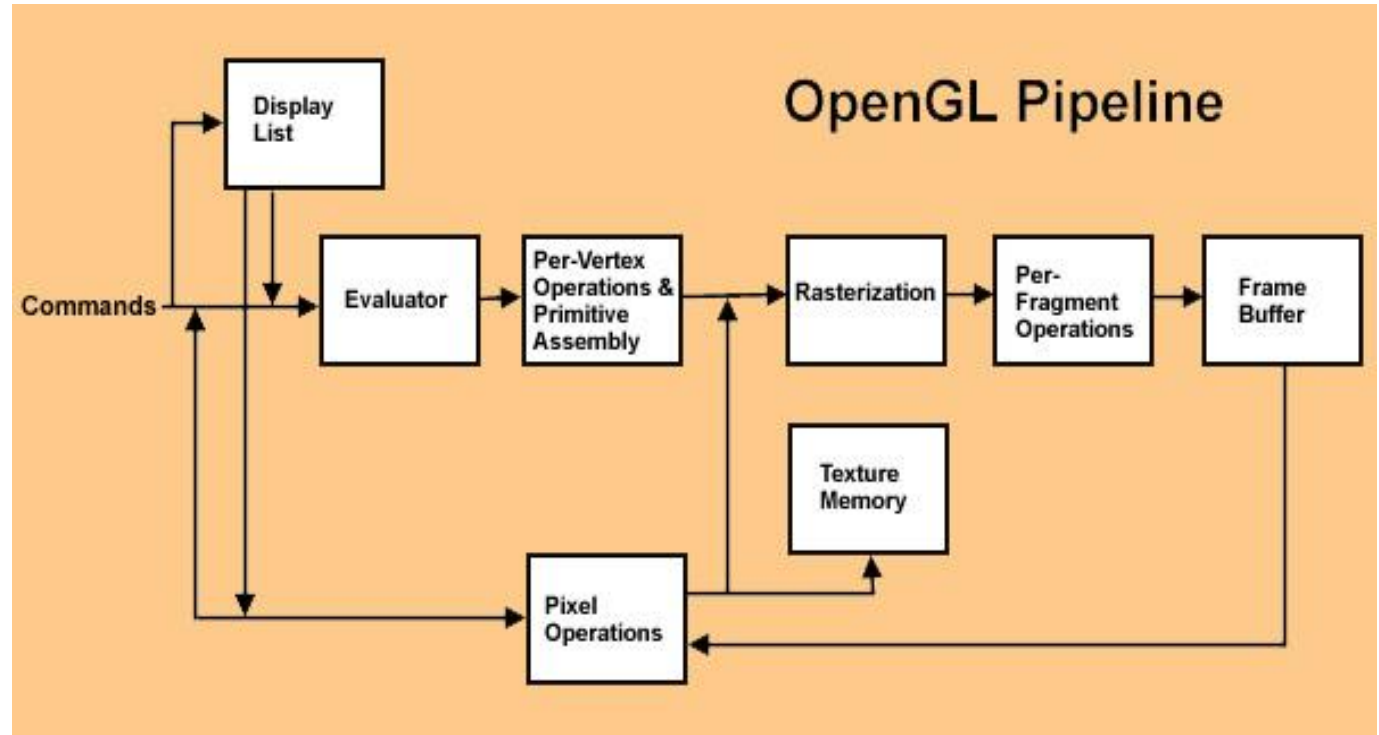 OpenGL Pipeline
Display
List
Commands
Evaluator
Per-Vertex
Operations &
Primitive
Assembly
Rasterization
Per-
Fragment
Operations
Frame
Buffer
Texture
Memory
Pixel
Operations